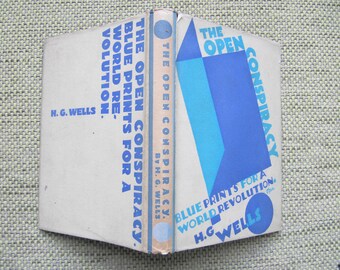 THE OPEN CONSPIRACY.
BLUE PRINTS FOR A
WORLD RE-
VOLUTION.
H. G. WELLS
THE OPEN CONSPIRACY.
BY H. G. WELLS
THE
OPEN
CONSPIRACY
BLUE PRINTS FOR A
WORLD REVOLUTION.
H. G. WELLS